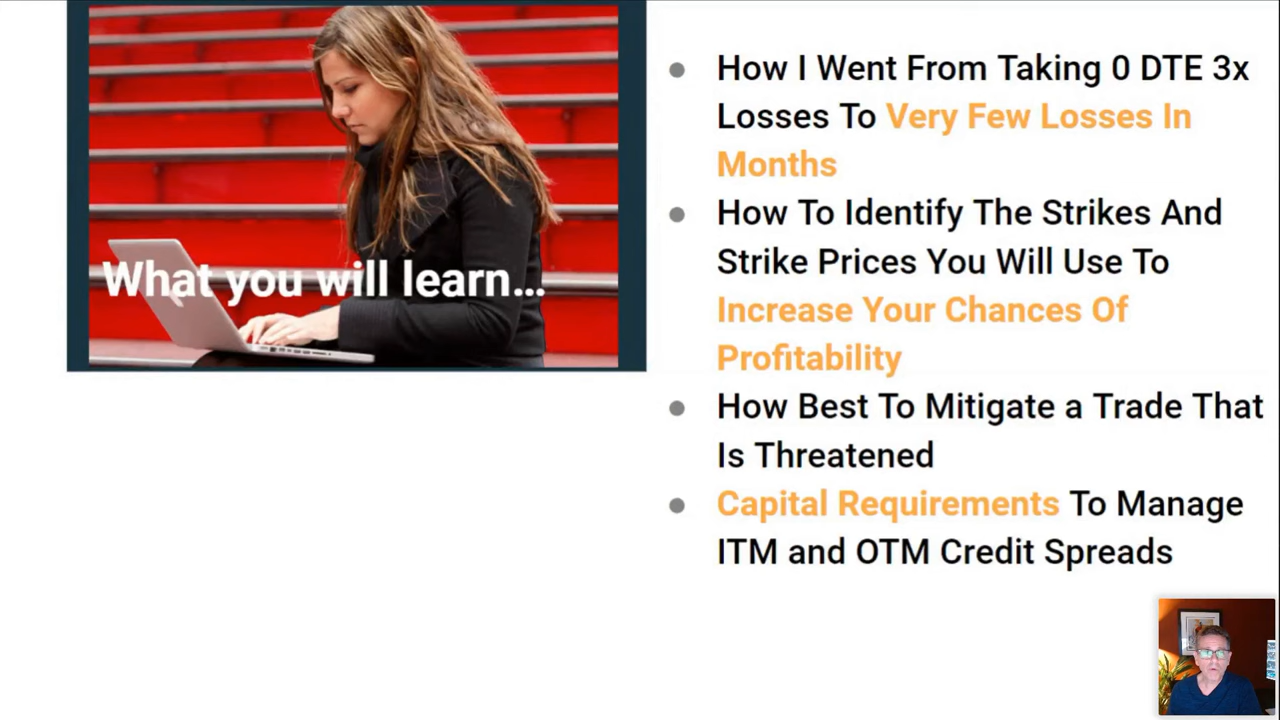 What you will learn...
How I Went From Taking 0 DTE 3x
Losses To Very Few Losses In
Months
How To Identify The Strikes And
Strike Prices You Will Use To
Increase Your Chances Of
Profitability
How Best To Mitigate a Trade That
Is Threatened
Capital Requirements To Manage
ITM and OTM Credit Spreads